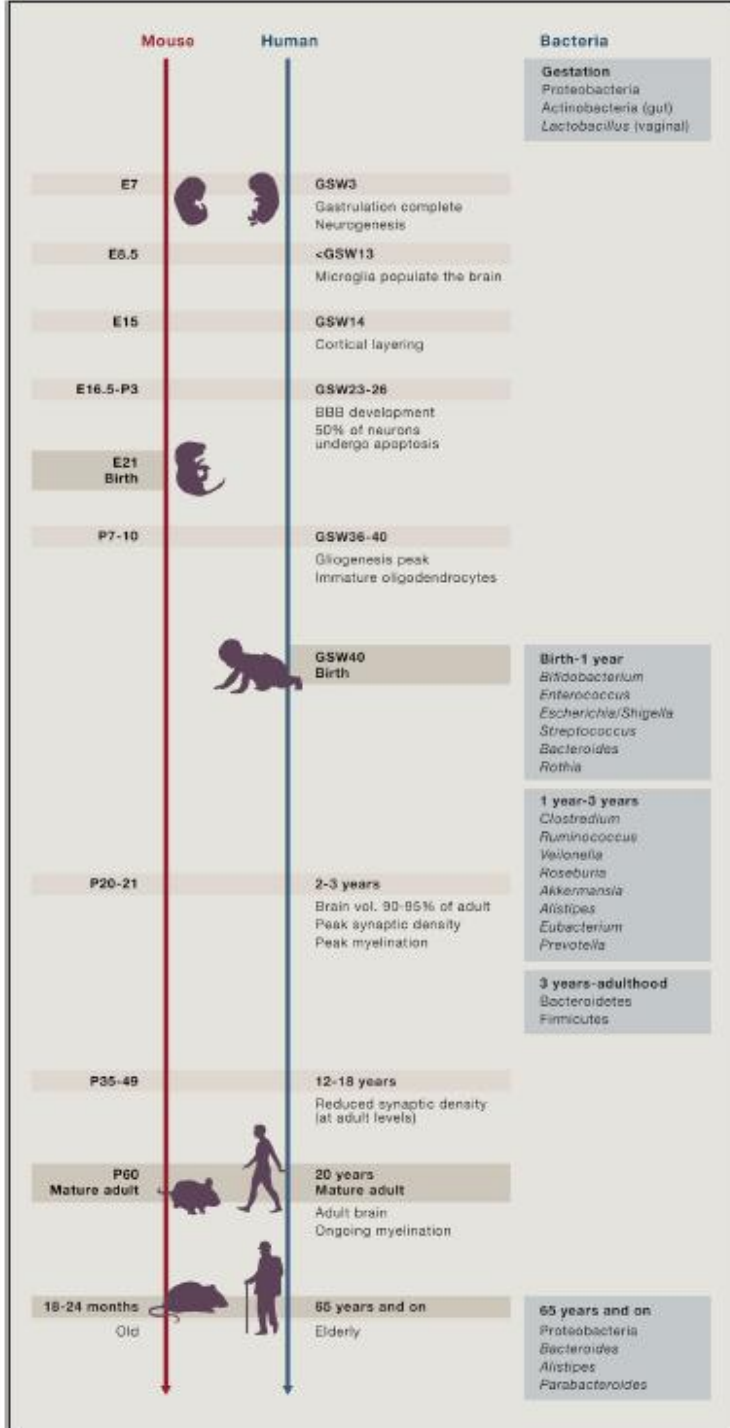 Mouse Human Bacteria
Gestation
Proteobacteria
Actinobacteria (gut)
Lactobacillus (vaginal)
E7 GSW3
Gastrulation complete
Neurogenesis
E8.5 <GSW13
Microglia populate the brain
E15 GSW14
Cortical layering
E16.5-P3 GSW23-26
BBB development
50% of neurons
undergo apoptosis
E21
Birth
P7-10 GSW36-40
Gliogenesis peak
Immature oligodendrocytes
GSW40
Birth
Birth-1 year
Bifidobacterium
Enterococcus
Escherichia/Shigella
Streptococcus
Bacteroides
Rothia
1 year-3 years
Clostredium
Ruminococcus
Veilonella
Roseburia
Akkermansia
Alistipes
Eubacterium
Prevotella
P20-21 2-3 years
Brain vol. 90-95% of adult
Peak synaptic density
Peak myelination
3 years-adulthood
Bacteroidetes
Firmicutes
P35-49 12-18 years
Reduced synaptic density
(at adult levels)
P60 20 years
Mature adult Mature adult
Adult brain
Ongoing myelination
18-24 months 65 years and on
Old Elderly
65 years and on
Proteobacteria
Bacteroides
Alistipes
Parabacteroides